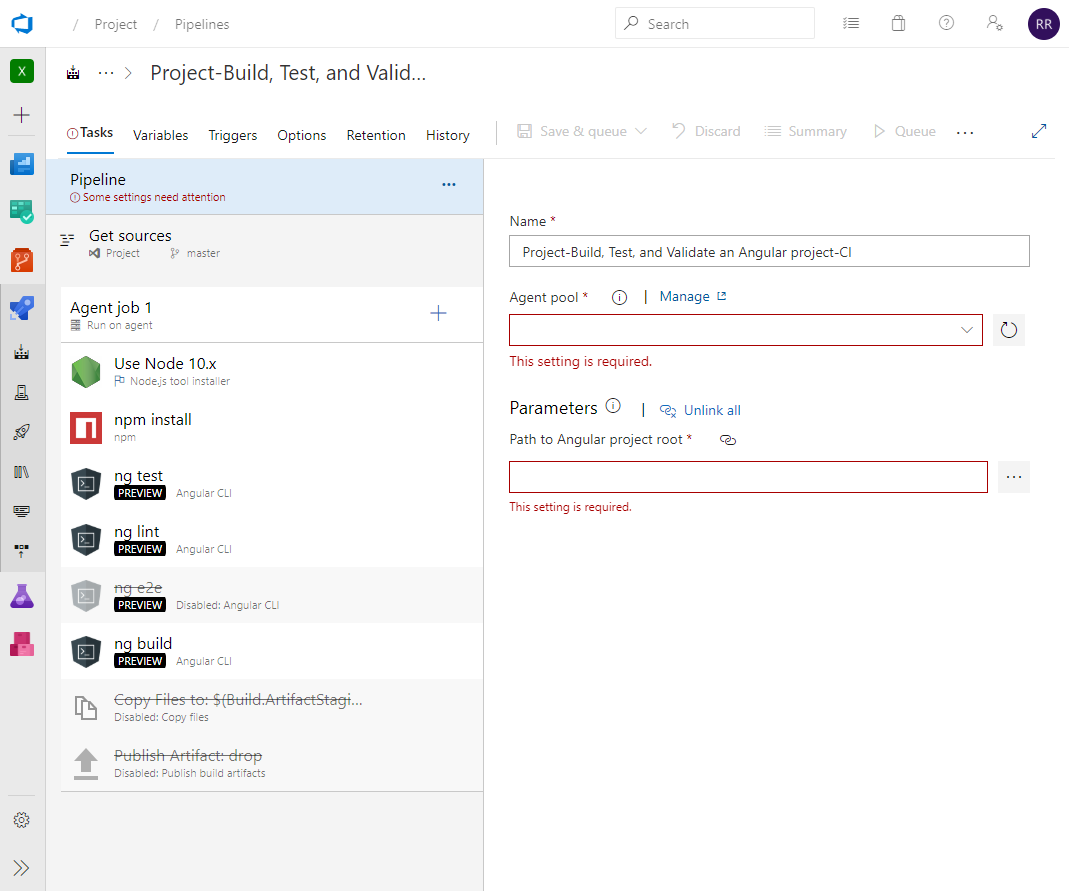 / Project / Pipelines
Search
RR
X
... > Project-Build, Test, and Valid...
Tasks Variables Triggers Options Retention History
Save & queue Discard Summary Queue ...
Pipeline
Some settings need attention
...
Get sources
Project master
Agent job 1
Run on agent
Use Node 10.x
Node.js tool installer
npm install
npm
ng test
PREVIEW Angular CLI
ng lint
PREVIEW Angular CLI
ng e2e
PREVIEW Disabled: Angular CLI
ng build
PREVIEW Angular CLI
Copy Files to: $(Build.ArtifactStagi...
Disabled: Copy files
Publish Artifact: drop
Disabled: Publish build artifacts
Name *
Project-Build, Test, and Validate an Angular project-CI
Agent pool * | Manage
This setting is required.
Parameters | Unlink all
Path to Angular project root *
...
This setting is required.